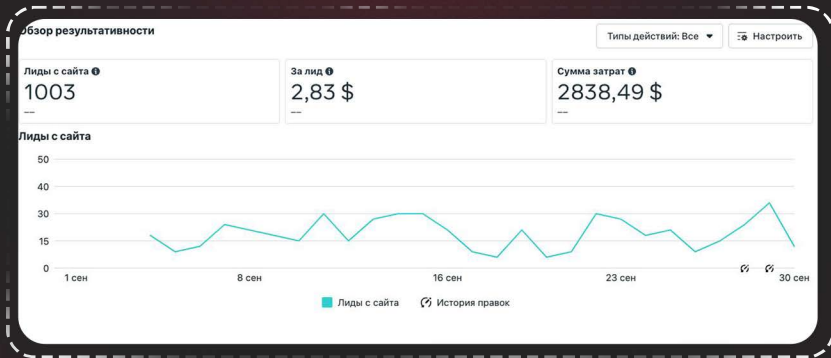 Обзор результативности
Типы действий: Все
Настроить
Лиды с сайта
1003
--
За лид
2,83 $
--
Сумма затрат
2838,49 $
--
Лиды с сайта
50
40
30
15
0
1 сен
8 сен
16 сен
23 сен
30 сен
Лиды с сайта
История правок